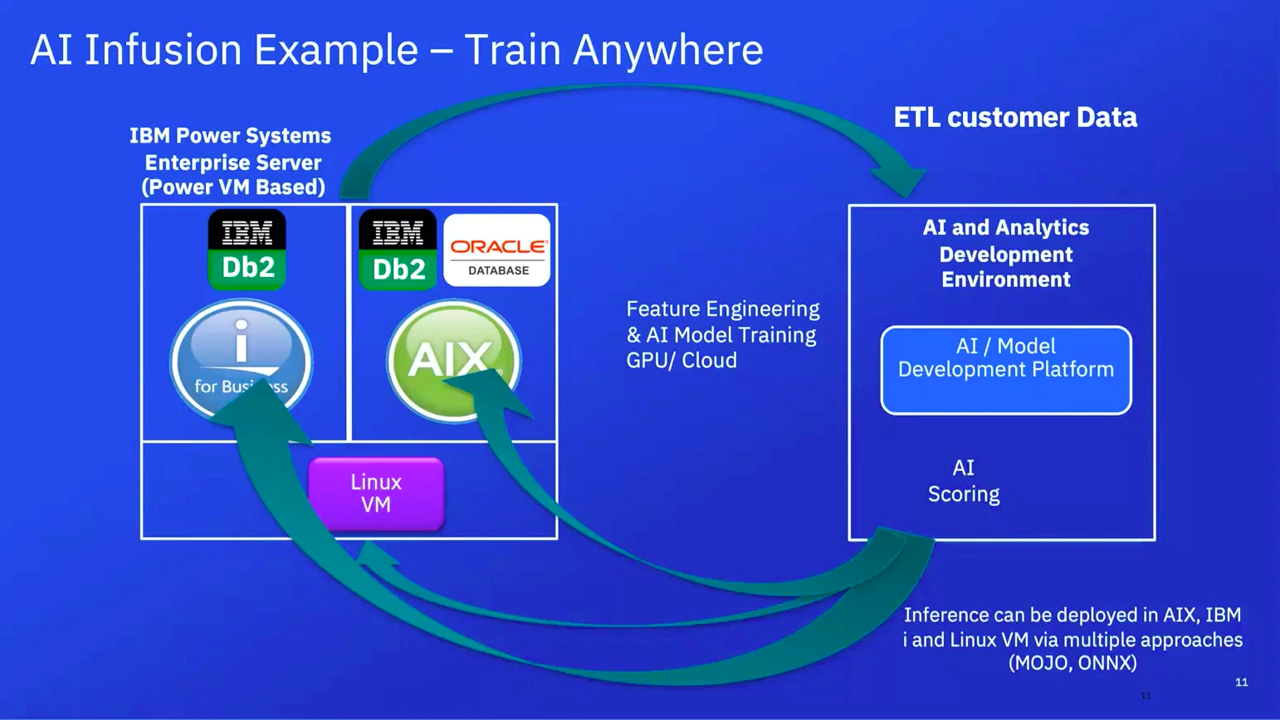 AI Infusion Example – Train Anywhere
IBM Power Systems
Enterprise Server
(Power VM Based)
ETL customer Data
IBM
Db2
IBM
Db2
ORACLE®
DATABASE
i
for Business
AIX®
Linux
VM
Feature Engineering
& AI Model Training
GPU/ Cloud
AI and Analytics
Development
Environment
AI / Model
Development Platform
AI
Scoring
Inference can be deployed in AIX, IBM
i and Linux VM via multiple approaches
(MOJO, ONNX)
11